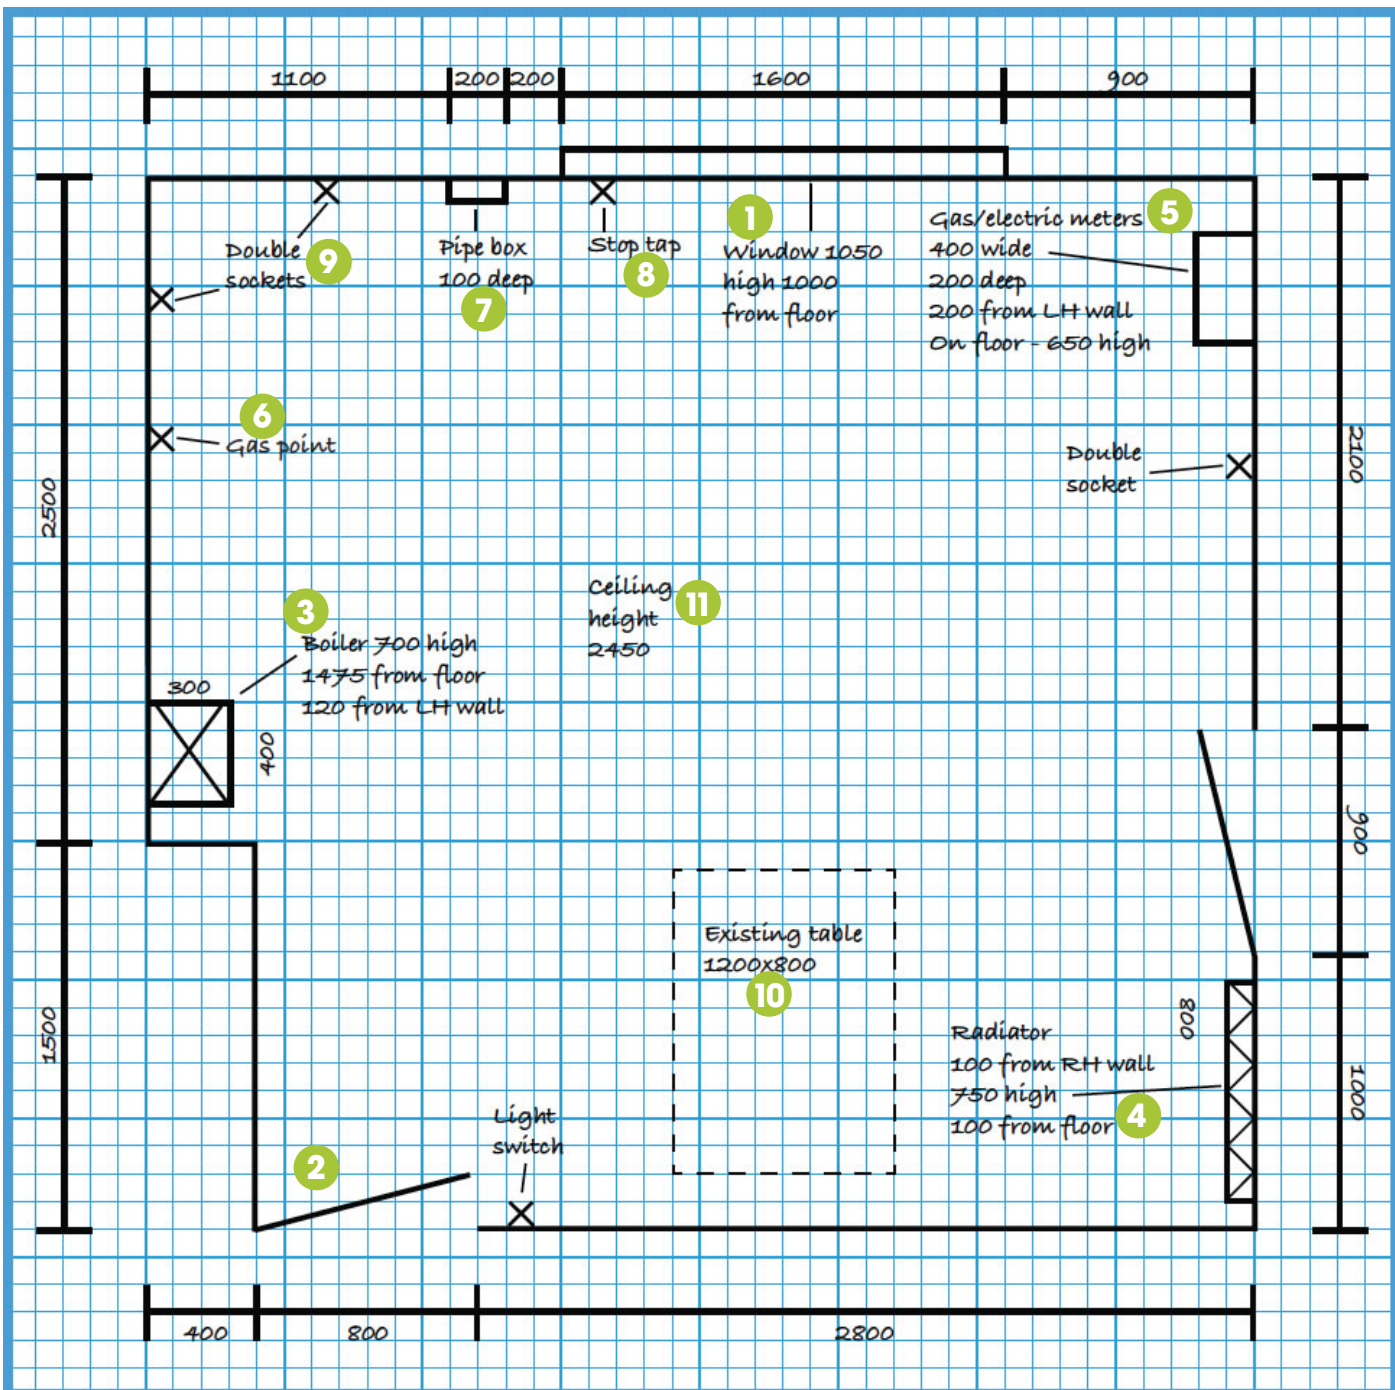 1100
200
200
1600
900
Double
sockets
9
Pipe box
100 deep
7
Stop tap
8
1
Window 1050
high 1000
from floor
Gas/electric meters
5
400 wide
200 deep
200 from LH wall
On floor - 650 high
6
Gas point
Double
socket
2100
2500
Ceiling
height
2450
11
3
Boiler 700 high
1475 from floor
120 from LH wall
300
400
900
Existing table
1200x800
10
800
Radiator
100 from RH wall
750 high
100 from floor
4
1000
1500
Light
switch
2
400
800
2800